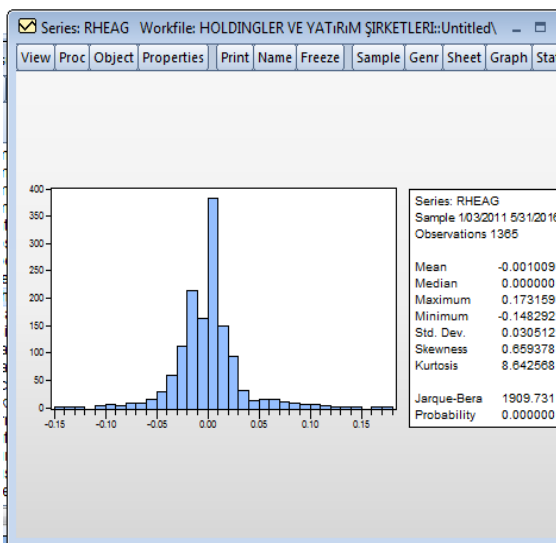 Series: RHEAG Workfile: HOLDINGLER VE YATıRıM ŞIRKETLERI::Untitled\
View Proc Object Properties Print Name Freeze Sample Genr Sheet Graph Stat
400
350
300
250
200
150
100
50
0
-0.15 -0.10 -0.05 0.00 0.05 0.10 0.15
Series: RHEAG
Sample 1/03/2011 5/31/2016
Observations 1365
Mean -0.001009
Median 0.000000
Maximum 0.173159
Minimum -0.148292
Std. Dev. 0.030512
Skewness 0.659378
Kurtosis 8.642568
Jarque-Bera 1909.731
Probability 0.000000